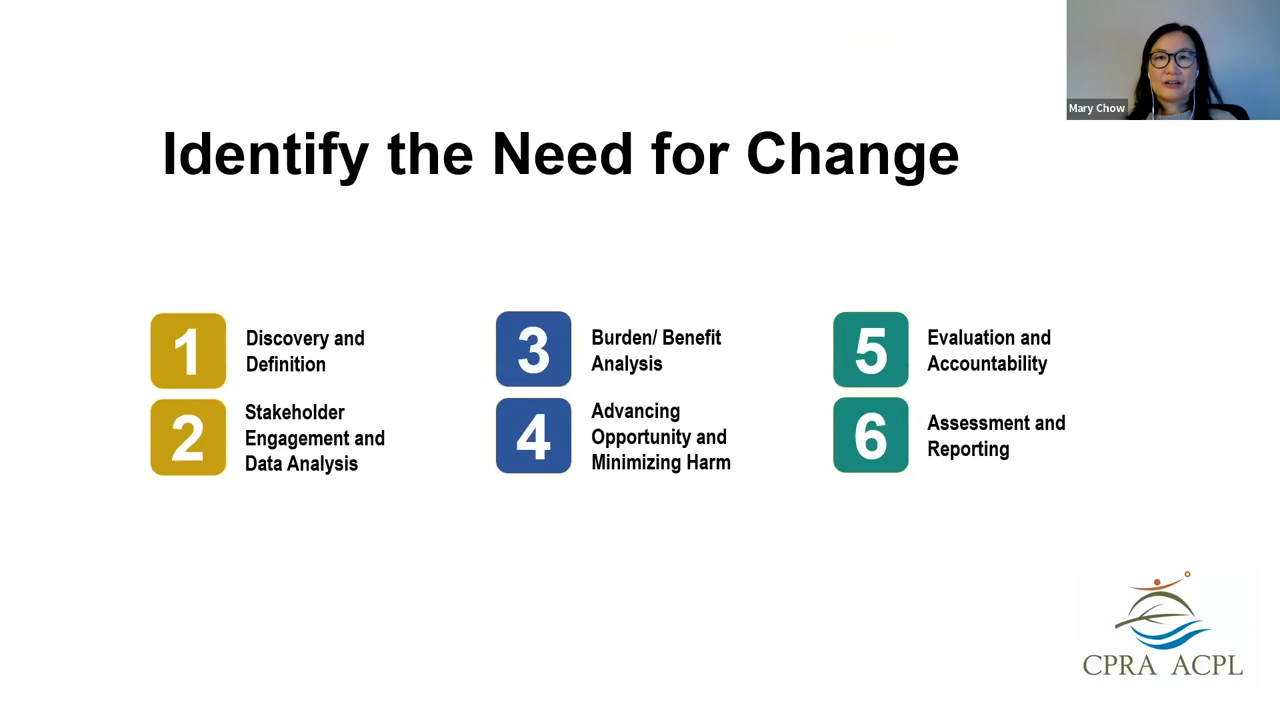 Mary Chow
Identify the Need for Change
1
Discovery and
Definition
2
Stakeholder
Engagement and
Data Analysis
3
Burden/ Benefit
Analysis
4
Advancing
Opportunity and
Minimizing Harm
5
Evaluation and
Accountability
6
Assessment and
Reporting
CPRA ACPL